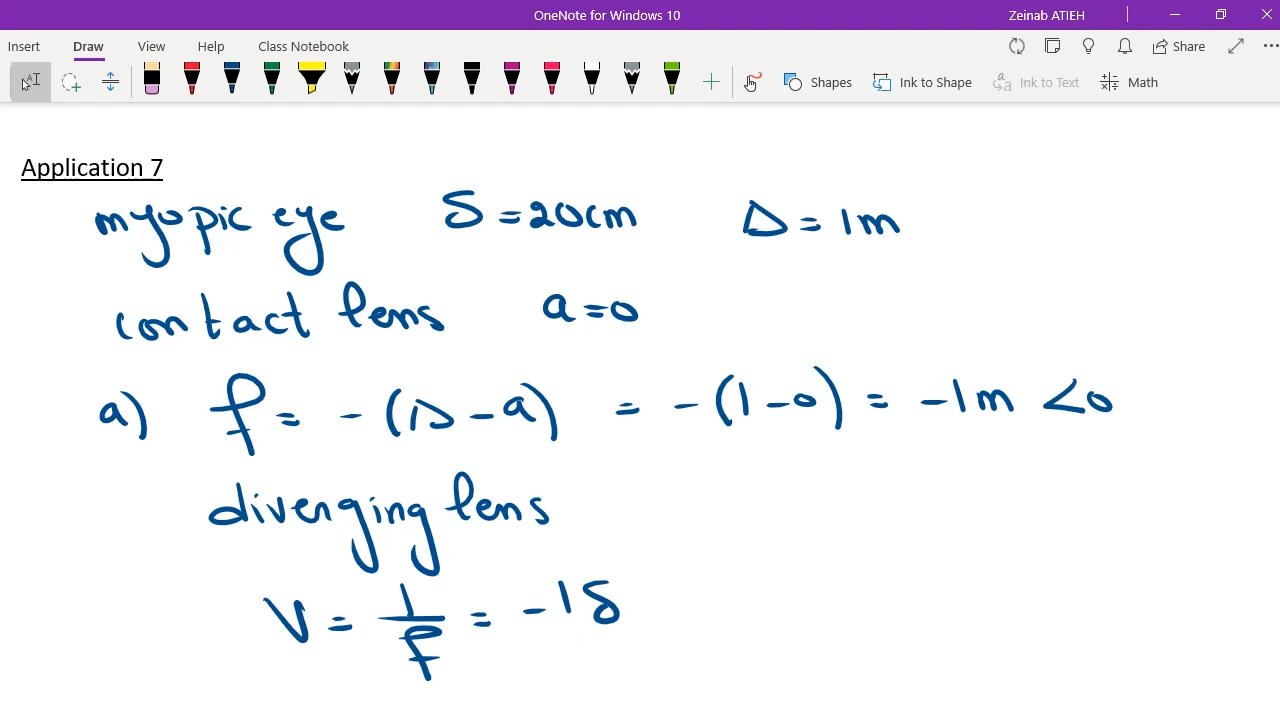 OneNote for Windows 10 Zeinab ATIEH
Insert Draw View Help Class Notebook Share
Shapes Ink to Shape Ink to Text Math
Application 7
myopic eye δ = 20cm Δ = 1m
contact lens a = 0
a) f = - (D - a) = - (1 - 0) = -1m < 0
diverging lens
V = 1/f = -1δ